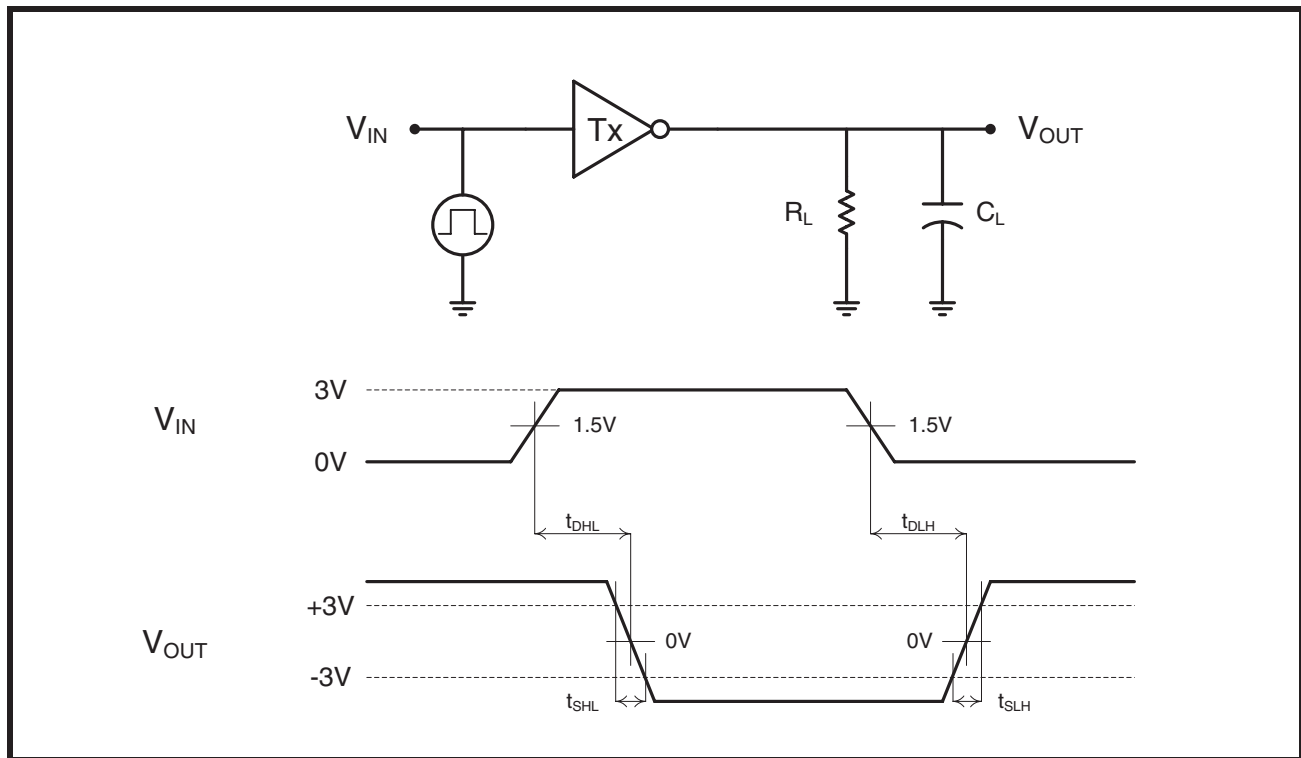 V_IN
Tx
V_OUT
R_L
C_L
3V
V_IN
1.5V
1.5V
0V
t_DHL
t_DLH
+3V
V_OUT
0V
0V
-3V
t_SHL
t_SLH